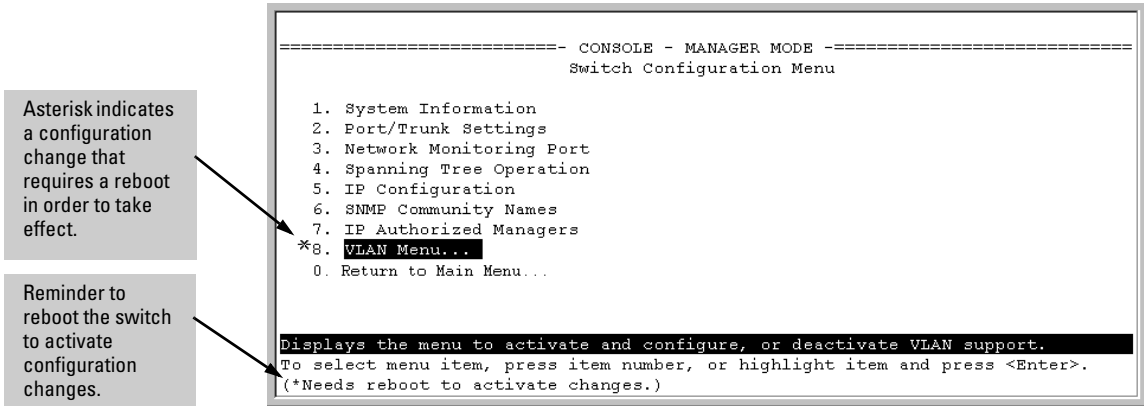 ==========================- CONSOLE - MANAGER MODE -============================
Switch Configuration Menu
1. System Information
2. Port/Trunk Settings
3. Network Monitoring Port
4. Spanning Tree Operation
5. IP Configuration
6. SNMP Community Names
7. IP Authorized Managers
*8. VLAN Menu...
0. Return to Main Menu...
Displays the menu to activate and configure, or deactivate VLAN support.
To select menu item, press item number, or highlight item and press <Enter>.
(*Needs reboot to activate changes.)
Asterisk indicates
a configuration
change that
requires a reboot
in order to take
effect.
Reminder to
reboot the switch
to activate
configuration
changes.